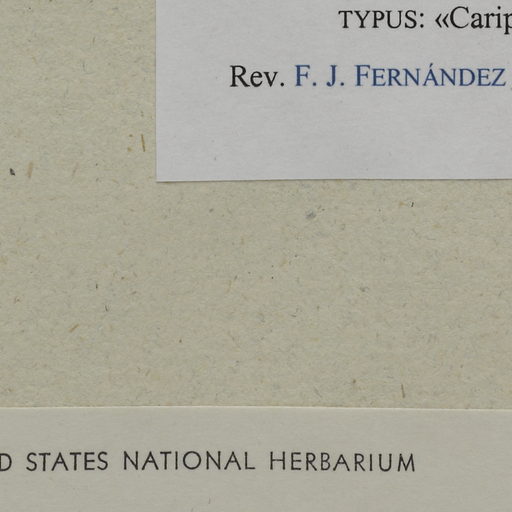 TYPUS: «Carip
Rev. F. J. FERNÁNDEZ
D STATES NATIONAL HERBARIUM